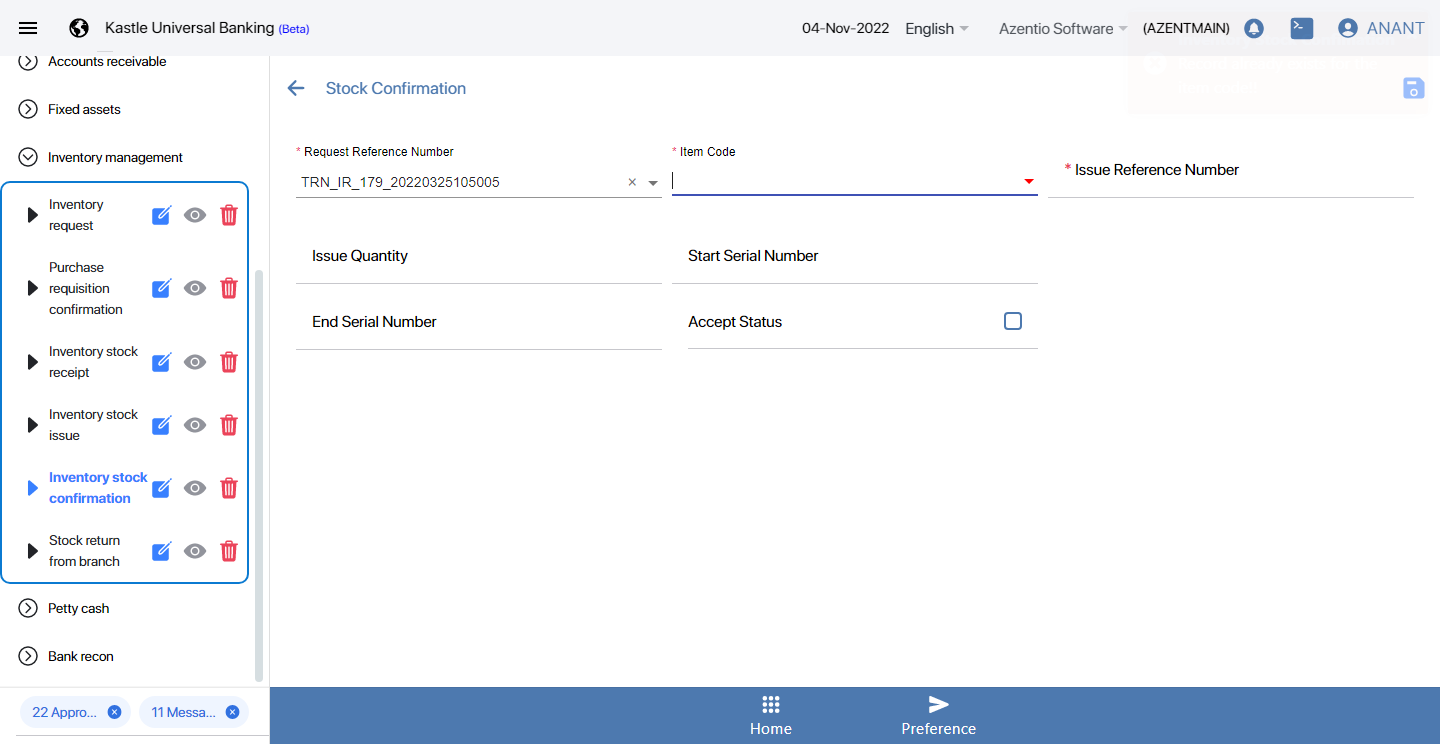 Kastle Universal Banking (Beta)
04-Nov-2022
English
Azentio Software
(AZENTMAIN)
ANANT
Accounts receivable
Fixed assets
Inventory management
Inventory
request
Purchase
requisition
confirmation
Inventory stock
receipt
Inventory stock
issue
Inventory stock
confirmation
Stock return
from branch
Petty cash
Bank recon
22 Appro...
11 Messa...
Stock Confirmation
* Request Reference Number
TRN_IR_179_20220325105005
* Item Code
* Issue Reference Number
Issue Quantity
Start Serial Number
End Serial Number
Accept Status
Home
Preference